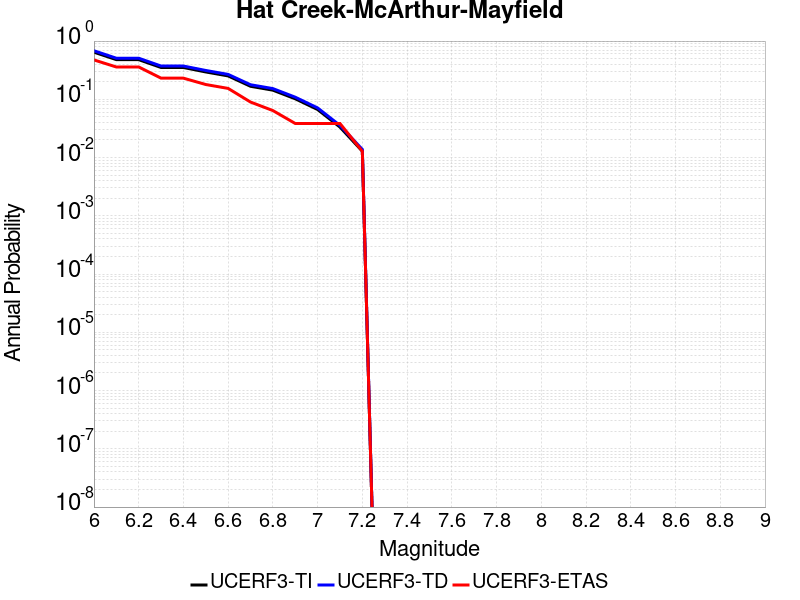 Hat Creek-McArthur-Mayfield
10^0
10^-1
10^-2
10^-3
10^-4
10^-5
10^-6
10^-7
10^-8
Annual Probability
6 6.2 6.4 6.6 6.8 7 7.2 7.4 7.6 7.8 8 8.2 8.4 8.6 8.8 9
Magnitude
UCERF3-TI UCERF3-TD UCERF3-ETAS